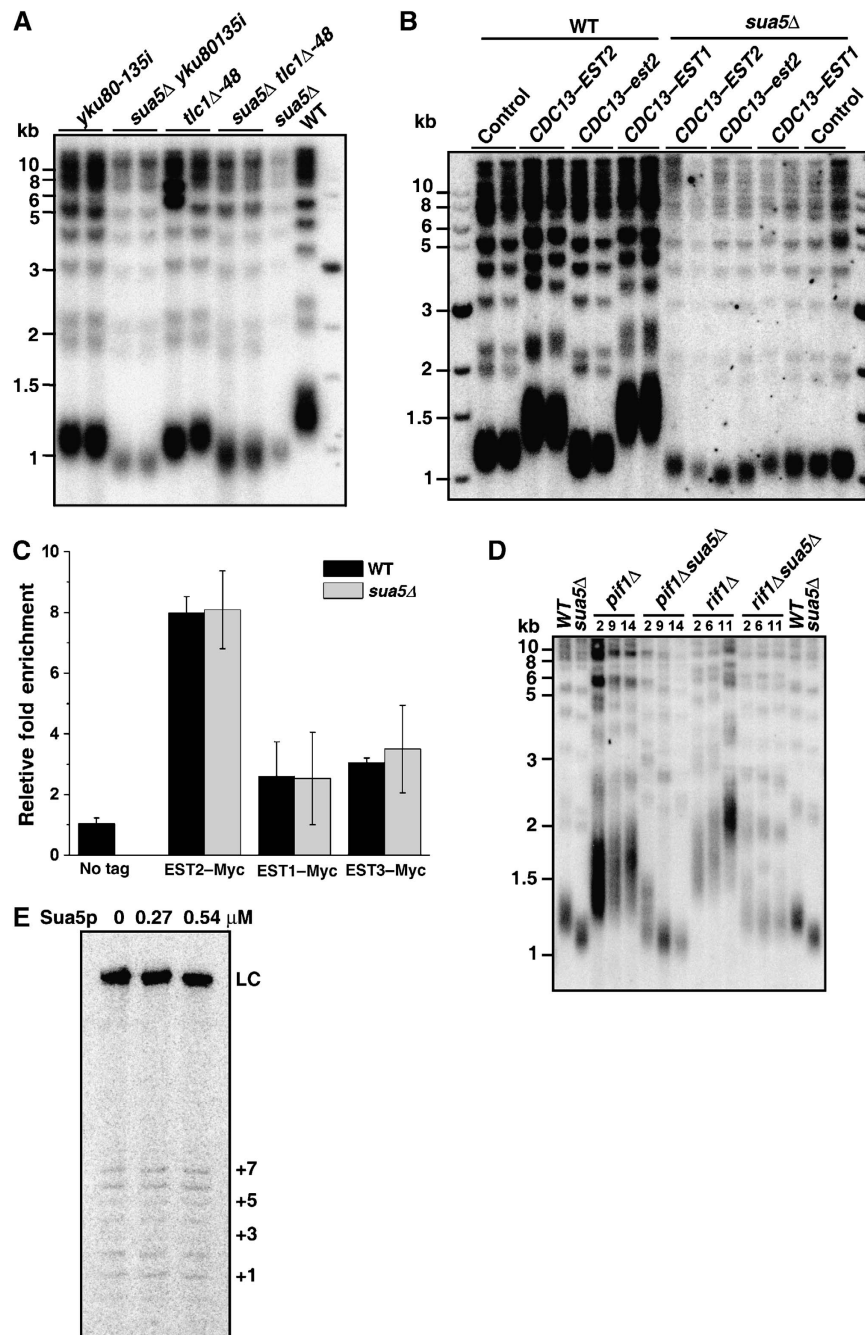 A
yku80-135i
sua5Δ yku80135i
tlc1Δ-48
sua5Δ tlc1Δ-48
sua5Δ
WT
kb
10
8
6
5
3
2
1.5
1
B
WT
sua5Δ
Control
CDC13–EST2
CDC13–est2
CDC13–EST1
CDC13–EST2
CDC13–est2
CDC13–EST1
Control
kb
10
8
6
5
3
2
1.5
1
C
Reletive fold enrichment
10
8
6
4
2
0
WT
sua5Δ
No tag
EST2–Myc
EST1–Myc
EST3–Myc
D
WT
sua5Δ
pif1Δ
pif1Δsua5Δ
rif1Δ
rif1Δsua5Δ
WT
sua5Δ
kb
2 9 14 2 9 14 2 6 11 2 6 11
10
8
6
5
3
2
1.5
1
E
Sua5p 0 0.27 0.54 μM
LC
+7
+5
+3
+1